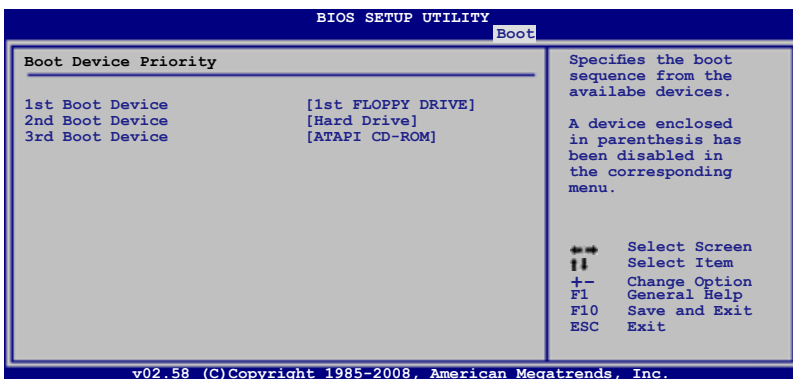 BIOS SETUP UTILITY
Boot
Boot Device Priority
1st Boot Device [1st FLOPPY DRIVE]
2nd Boot Device [Hard Drive]
3rd Boot Device [ATAPI CD-ROM]
Specifies the boot
sequence from the
availabe devices.
A device enclosed
in parenthesis has
been disabled in
the corresponding
menu.
←→ Select Screen
↑↓ Select Item
+- Change Option
F1 General Help
F10 Save and Exit
ESC Exit
v02.58 (C)Copyright 1985-2008, American Megatrends, Inc.